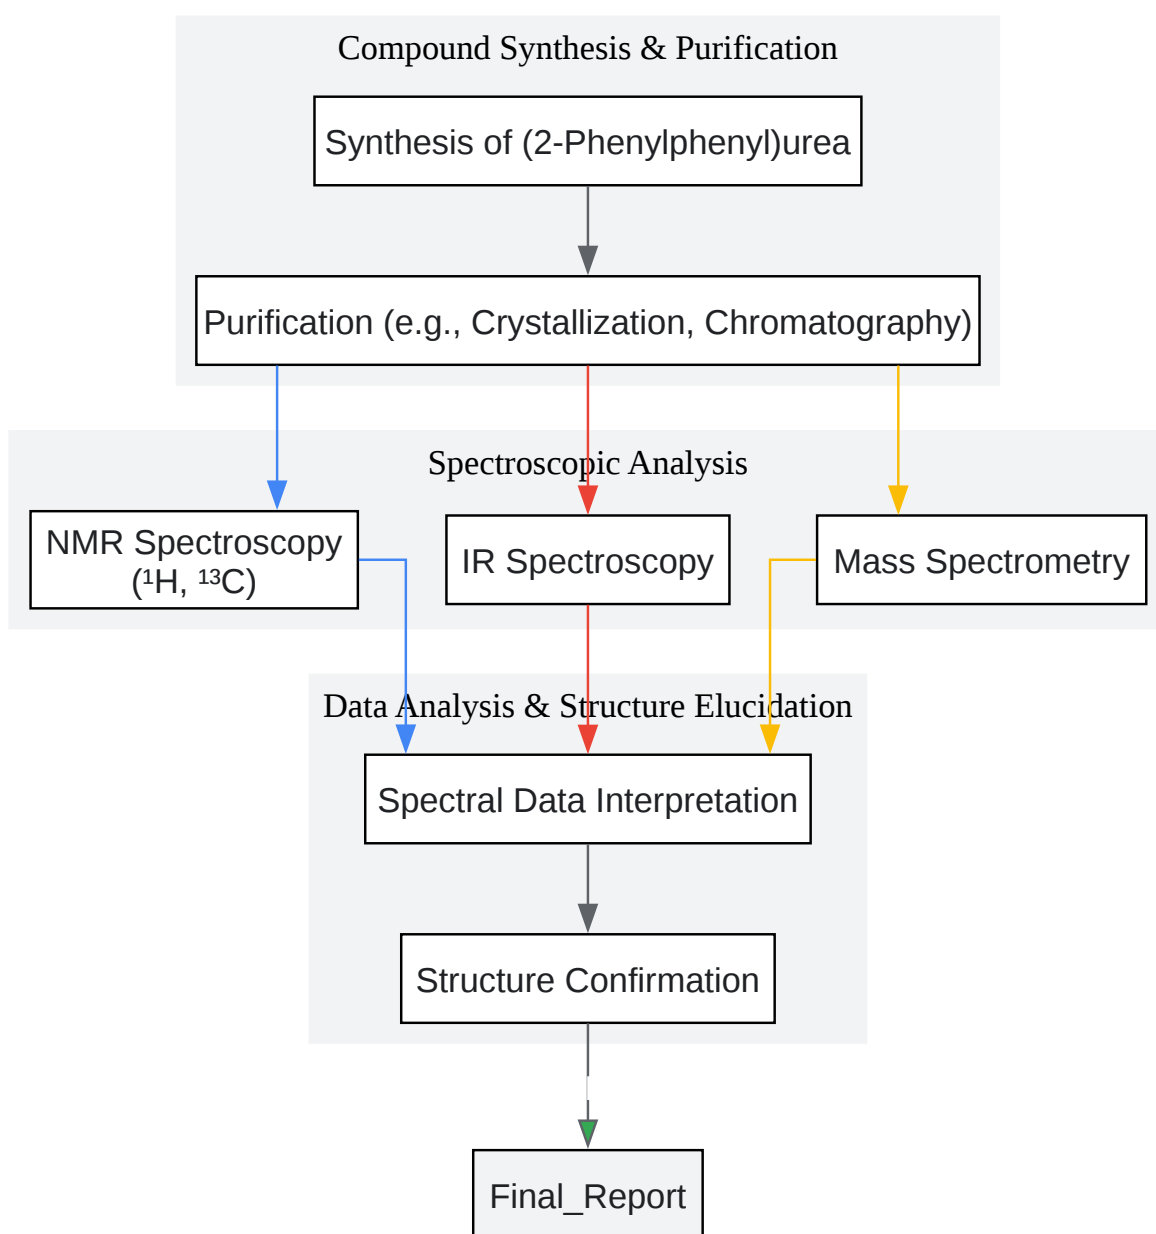 Compound Synthesis & Purification
Synthesis of (2-Phenylphenyl)urea
Purification (e.g., Crystallization, Chromatography)
Spectroscopic Analysis
NMR Spectroscopy
(¹H, ¹³C)
IR Spectroscopy
Mass Spectrometry
Data Analysis & Structure Elucidation
Spectral Data Interpretation
Structure Confirmation
Final_Report